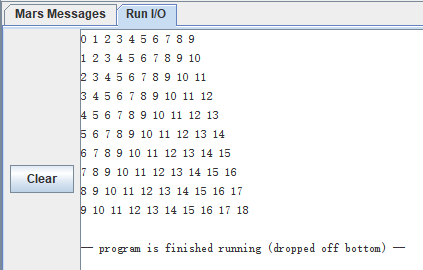 Mars Messages Run I/O
0 1 2 3 4 5 6 7 8 9
1 2 3 4 5 6 7 8 9 10
2 3 4 5 6 7 8 9 10 11
3 4 5 6 7 8 9 10 11 12
4 5 6 7 8 9 10 11 12 13
5 6 7 8 9 10 11 12 13 14
6 7 8 9 10 11 12 13 14 15
7 8 9 10 11 12 13 14 15 16
Clear
8 9 10 11 12 13 14 15 16 17
9 10 11 12 13 14 15 16 17 18
-- program is finished running (dropped off bottom) --